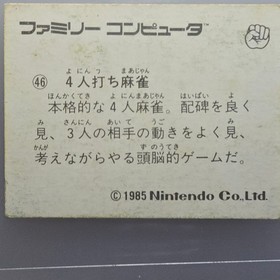 ファミリー コンピュータ™
よにんう まあじゃん
㊻ 4人打ち麻雀
ほんかくてき よにんまあじゃん はいぱい よ
本格的な4人麻雀。配碑を良く
み さんにん あいて うご み
見、3人の相手の動きをよく見、
かんが ずのうてき
考えながらやる頭脳的ゲームだ。
©1985 Nintendo Co., Ltd.